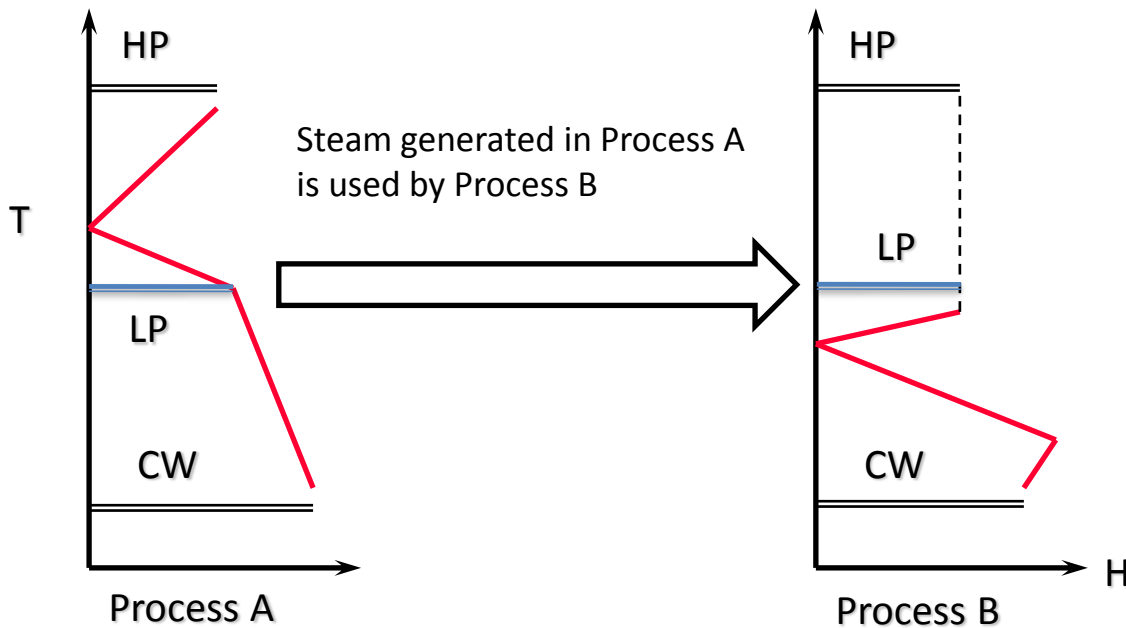 HP
HP
Steam generated in Process A
is used by Process B
T
LP
LP
CW
CW
H
Process A
Process B